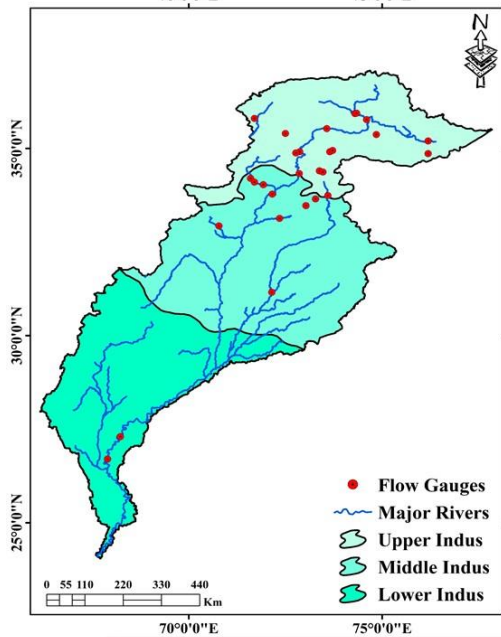 N
35°0'0"N
30°0'0"N
25°0'0"N
Flow Gauges
Major Rivers
Upper Indus
Middle Indus
Lower Indus
0 55 110 220 330 440
Km
70°0'0"E 75°0'0"E